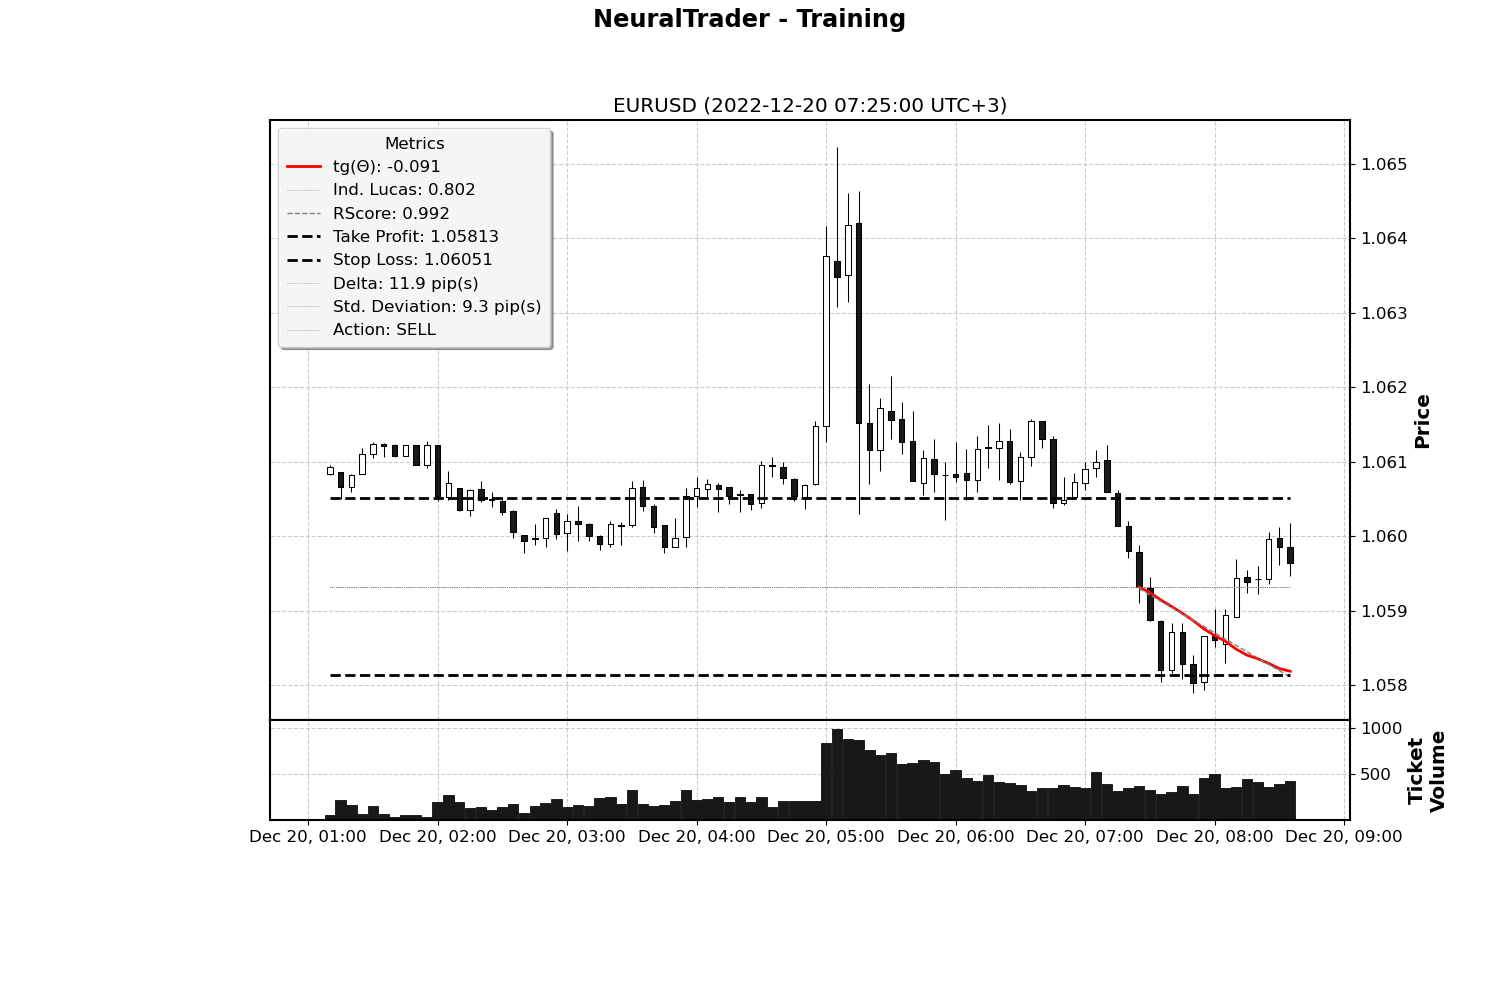 NeuralTrader - Training
EURUSD (2022-12-20 07:25:00 UTC+3)
Metrics
tg(Θ): -0.091
Ind. Lucas: 0.802
RScore: 0.992
Take Profit: 1.05813
Stop Loss: 1.06051
Delta: 11.9 pip(s)
Std. Deviation: 9.3 pip(s)
Action: SELL
1.065
1.064
1.063
1.062
1.061
1.060
1.059
1.058
Price
1000
500
Ticket
Volume
Dec 20, 01:00 Dec 20, 02:00 Dec 20, 03:00 Dec 20, 04:00 Dec 20, 05:00 Dec 20, 06:00 Dec 20, 07:00 Dec 20, 08:00 Dec 20, 09:00